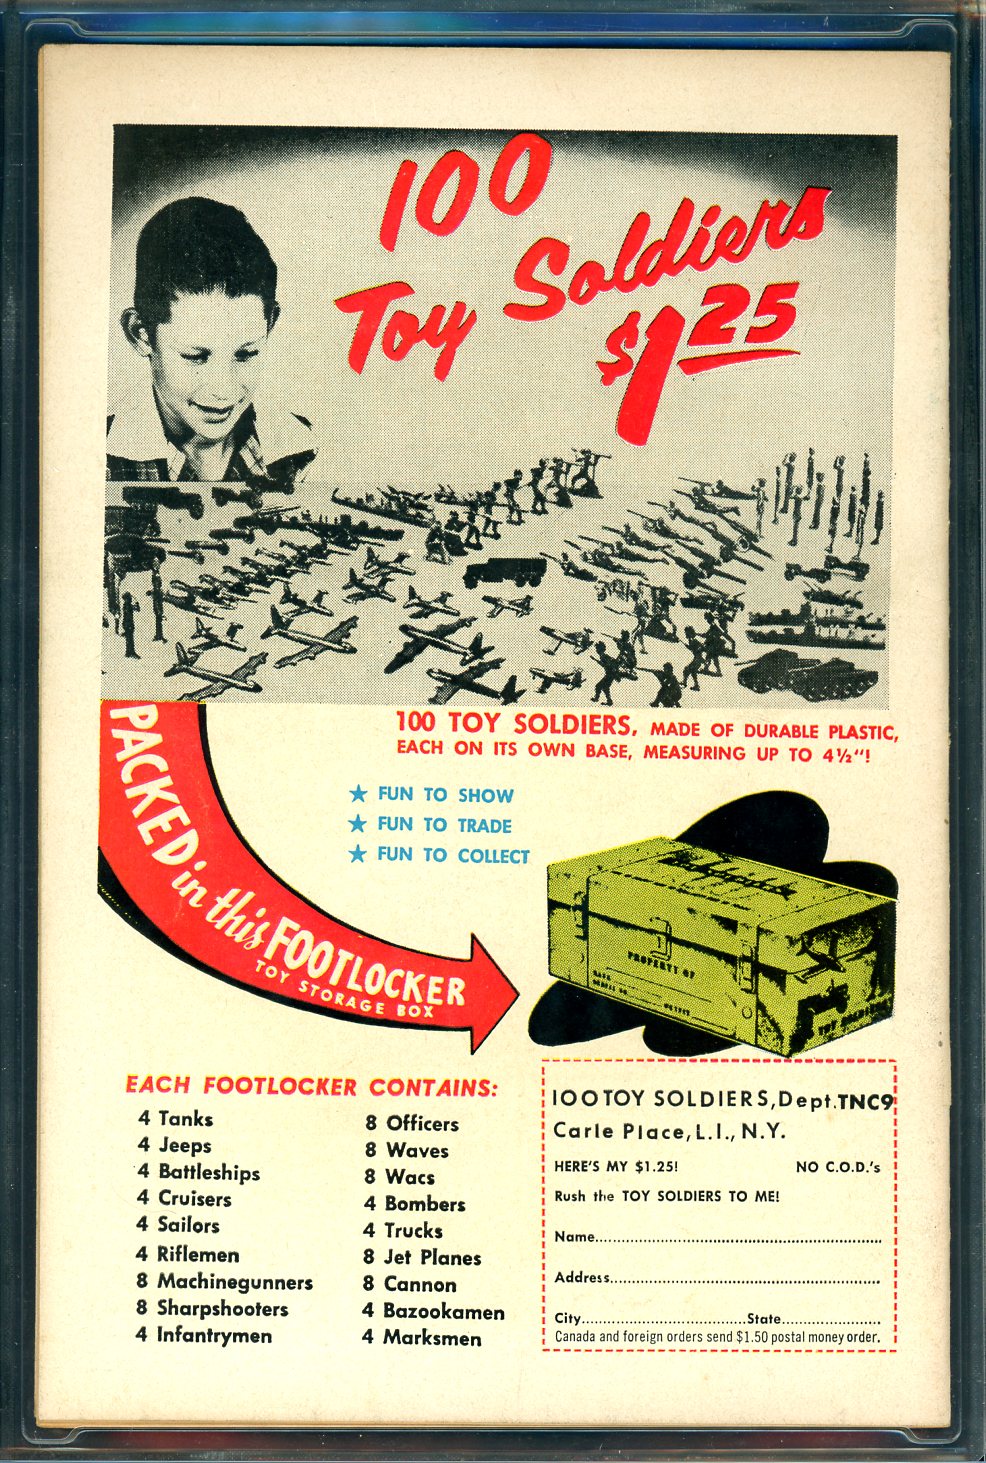 100
Toy Soldiers
$1.25
100 TOY SOLDIERS, MADE OF DURABLE PLASTIC,
EACH ON ITS OWN BASE, MEASURING UP TO 4½"!
★ FUN TO SHOW
★ FUN TO TRADE
★ FUN TO COLLECT
PACKED in this FOOTLOCKER
TOY STORAGE BOX
PROPERTY OF
TOY SOLDIERS
EACH FOOTLOCKER CONTAINS:
4 Tanks
4 Jeeps
4 Battleships
4 Cruisers
4 Sailors
4 Riflemen
8 Machinegunners
8 Sharpshooters
4 Infantrymen
8 Officers
8 Waves
8 Wacs
4 Bombers
4 Trucks
8 Jet Planes
8 Cannon
4 Bazookamen
4 Marksmen
100 TOY SOLDIERS, Dept. TNC9
Carle Place, L.I., N.Y.
HERE'S MY $1.25! NO C.O.D.'s
Rush the TOY SOLDIERS TO ME!
Name
Address
City State
Canada and foreign orders send $1.50 postal money order.